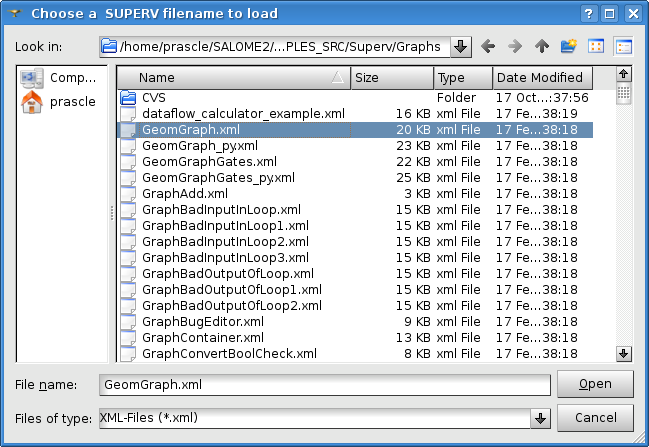 Choose a  SUPERV filename to load
Look in: /home/prascle/SALOME2/...PLES_SRC/Superv/Graphs
Comp...
prascle
Name Size Type Date Modified
CVS Folder 17 Oct...:37:56
dataflow_calculator_example.xml 16 KB xml File 17 Fe...38:19
GeomGraph.xml 20 KB xml File 17 Fe...38:18
GeomGraph_py.xml 23 KB xml File 17 Fe...38:18
GeomGraphGates.xml 22 KB xml File 17 Fe...38:18
GeomGraphGates_py.xml 25 KB xml File 17 Fe...38:18
GraphAdd.xml 3 KB xml File 17 Fe...38:18
GraphBadInputInLoop.xml 15 KB xml File 17 Fe...38:18
GraphBadInputInLoop1.xml 15 KB xml File 17 Fe...38:18
GraphBadInputInLoop2.xml 15 KB xml File 17 Fe...38:18
GraphBadInputInLoop3.xml 15 KB xml File 17 Fe...38:18
GraphBadOutputOfLoop.xml 15 KB xml File 17 Fe...38:18
GraphBadOutputOfLoop1.xml 15 KB xml File 17 Fe...38:18
GraphBadOutputOfLoop2.xml 15 KB xml File 17 Fe...38:18
GraphBugEditor.xml 9 KB xml File 17 Fe...38:18
GraphContainer.xml 13 KB xml File 17 Fe...38:18
GraphConvertBoolCheck.xml 8 KB xml File 17 Fe...38:18
File name: GeomGraph.xml Open
Files of type: XML-Files (*.xml) Cancel